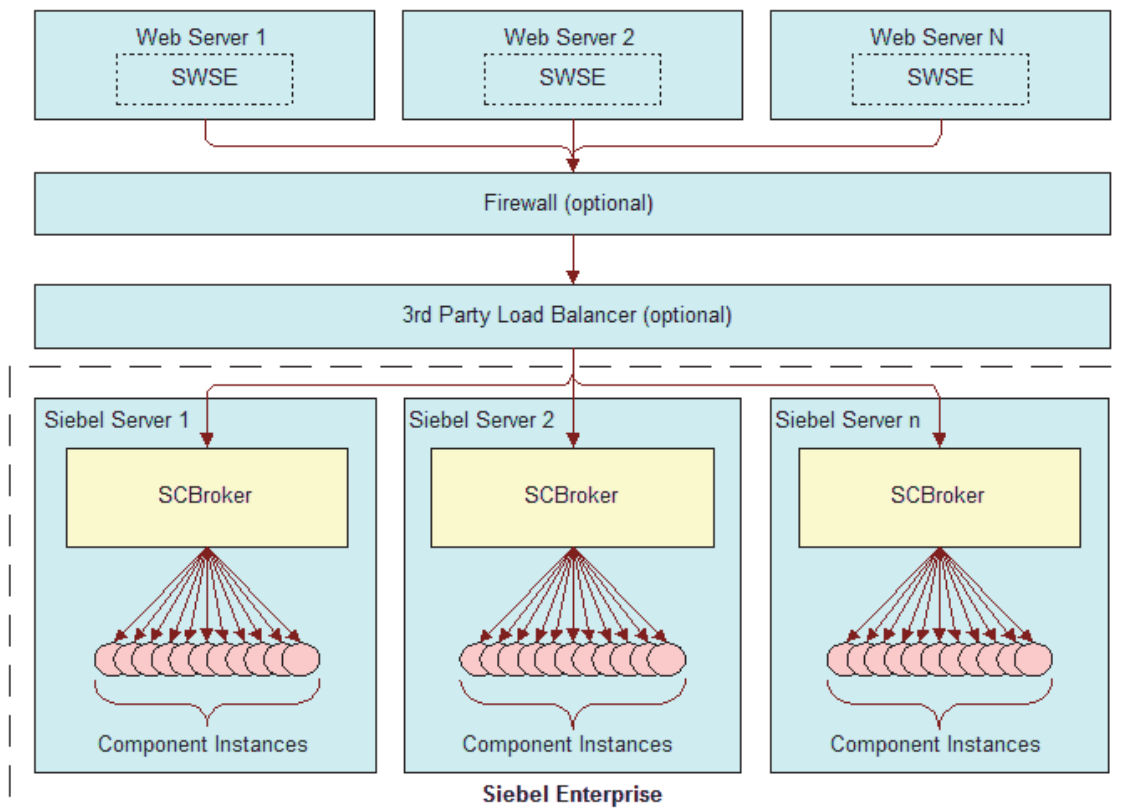 Web Server 1
SWSE
Web Server 2
SWSE
Web Server N
SWSE
Firewall (optional)
3rd Party Load Balancer (optional)
Siebel Server 1
SCBroker
Component Instances
Siebel Server 2
SCBroker
Component Instances
Siebel Server n
SCBroker
Component Instances
Siebel Enterprise